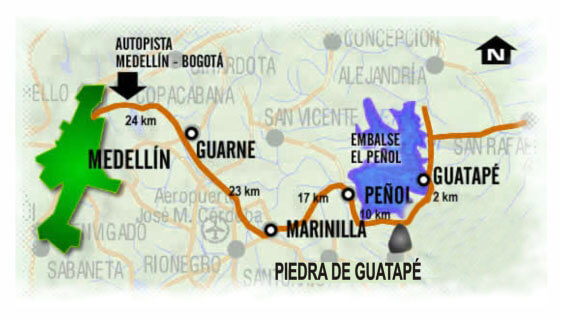 AUTOPISTA
MEDELLÍN - BOGOTÁ
CONCEPCION
N
GIRARDOTA
ALEJANDRÍA
BELLO
COPACABANA
24 km
SAN VICENTE
EMBALSE
EL PEÑOL
SAN RAFAEL
MEDELLÍN
GUARNE
GUATAPÉ
23 km
17 km
PEÑOL
2 km
Aeropuerto
José M. Córdoba
10 km
MARINILLA
ENVIGADO
SABANETA
RIONEGRO
PIEDRA DE GUATAPÉ